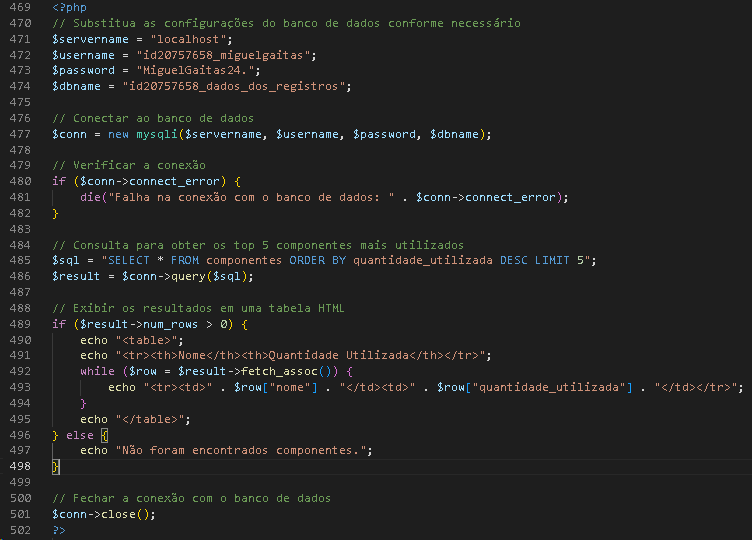 469 <?php
470 // Substitua as configurações do banco de dados conforme necessário
471 $servername = "localhost";
472 $username = "id20757658_miguelgaitas";
473 $password = "MiguelGaitas24.";
474 $dbname = "id20757658_dados_dos_registros";
475
476 // Conectar ao banco de dados
477 $conn = new mysqli($servername, $username, $password, $dbname);
478
479 // Verificar a conexão
480 if ($conn->connect_error) {
481     die("Falha na conexão com o banco de dados: " . $conn->connect_error);
482 }
483
484 // Consulta para obter os top 5 componentes mais utilizados
485 $sql = "SELECT * FROM componentes ORDER BY quantidade_utilizada DESC LIMIT 5";
486 $result = $conn->query($sql);
487
488 // Exibir os resultados em uma tabela HTML
489 if ($result->num_rows > 0) {
490     echo "<table>";
491     echo "<tr><th>Nome</th><th>Quantidade Utilizada</th></tr>";
492     while ($row = $result->fetch_assoc()) {
493         echo "<tr><td>" . $row["nome"] . "</td><td>" . $row["quantidade_utilizada"] . "</td></tr>";
494     }
495     echo "</table>";
496 } else {
497     echo "Não foram encontrados componentes.";
498 }
499
500 // Fechar a conexão com o banco de dados
501 $conn->close();
502 ?>